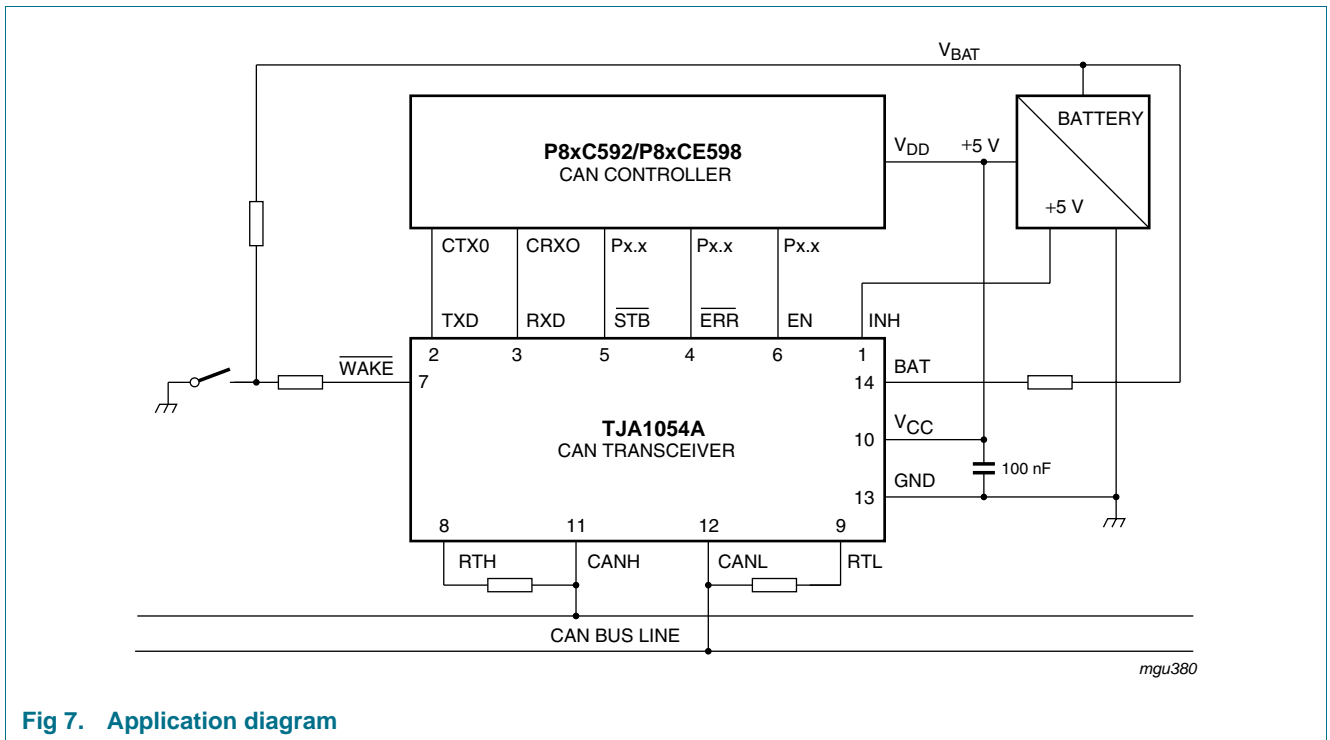 VBAT
BATTERY
P8xC592/P8xCE598
CAN CONTROLLER
VDD +5 V
+5 V
CTX0 CRXO Px.x Px.x Px.x
TXD RXD STB ERR EN INH
2 3 5 4 6 1
WAKE 7
14 BAT
TJA1054A
CAN TRANSCEIVER
10 VCC
100 nF
13 GND
8 11 12 9
RTH CANH CANL RTL
CAN BUS LINE
mgu380
Fig 7. Application diagram